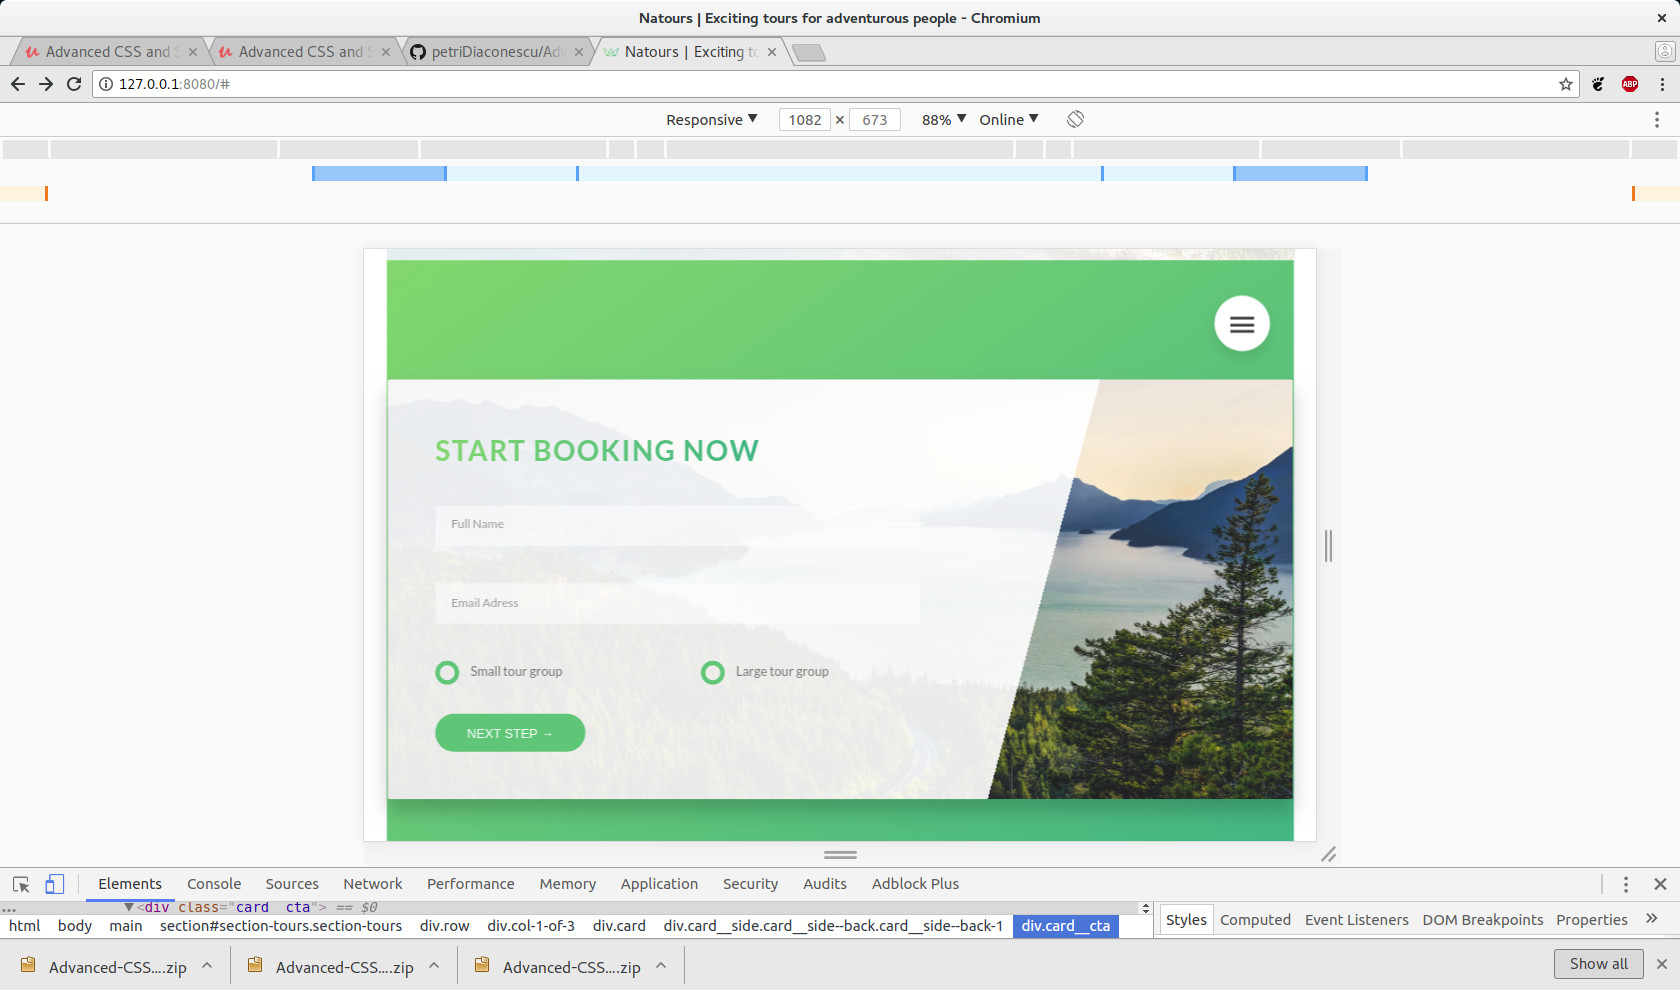 Natours | Exciting tours for adventurous people - Chromium
Advanced CSS and S
Advanced CSS and S
petriDiaconescu/Adv
Natours | Exciting to
127.0.0.1:8080/#
ABP
Responsive ▼ 1082 × 673 88% ▼ Online ▼
START BOOKING NOW
Full Name
Email Adress
Small tour group Large tour group
NEXT STEP →
Elements Console Sources Network Performance Memory Application Security Audits Adblock Plus
... ▼<div class="card__cta"> == $0
html body main section#section-tours.section-tours div.row div.col-1-of-3 div.card div.card__side.card__side--back.card__side--back-1 div.card__cta
Styles Computed Event Listeners DOM Breakpoints Properties »
Advanced-CSS....zip Advanced-CSS....zip Advanced-CSS....zip Show all